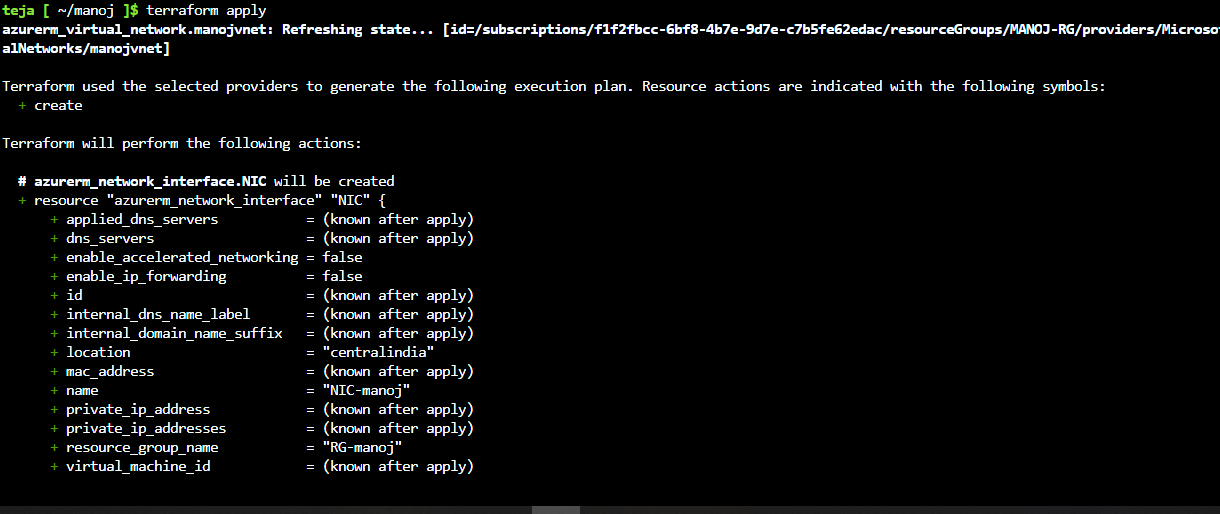 teja [ ~/manoj ]$ terraform apply
azurerm_virtual_network.manojvnet: Refreshing state... [id=/subscriptions/f1f2fbcc-6bf8-4b7e-9d7e-c7b5fe62edac/resourceGroups/MANOJ-RG/providers/Microso
alNetworks/manojvnet]
Terraform used the selected providers to generate the following execution plan. Resource actions are indicated with the following symbols:
+ create
Terraform will perform the following actions:
# azurerm_network_interface.NIC will be created
+ resource "azurerm_network_interface" "NIC" {
+ applied_dns_servers = (known after apply)
+ dns_servers = (known after apply)
+ enable_accelerated_networking = false
+ enable_ip_forwarding = false
+ id = (known after apply)
+ internal_dns_name_label = (known after apply)
+ internal_domain_name_suffix = (known after apply)
+ location = "centralindia"
+ mac_address = (known after apply)
+ name = "NIC-manoj"
+ private_ip_address = (known after apply)
+ private_ip_addresses = (known after apply)
+ resource_group_name = "RG-manoj"
+ virtual_machine_id = (known after apply)